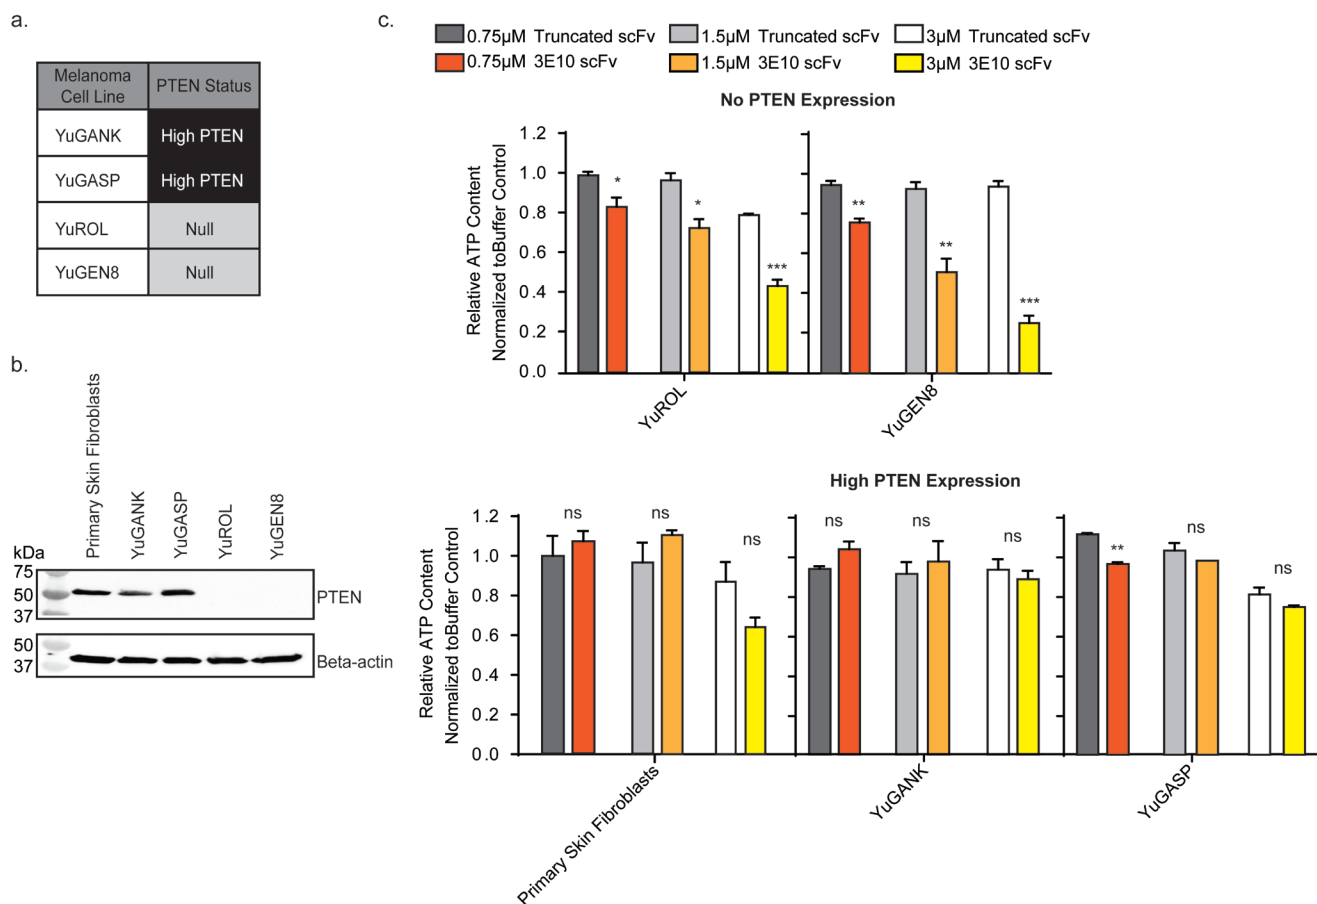 a.
Melanoma
Cell Line
PTEN Status
YuGANK
High PTEN
YuGASP
High PTEN
YuROL
Null
YuGEN8
Null
b.
Primary Skin Fibroblasts
YuGANK
YuGASP
YuROL
YuGEN8
kDa
75
50
37
PTEN
50
37
Beta-actin
c.
0.75µM Truncated scFv
1.5µM Truncated scFv
3µM Truncated scFv
0.75µM 3E10 scFv
1.5µM 3E10 scFv
3µM 3E10 scFv
No PTEN Expression
Relative ATP Content
Normalized toBuffer Control
1.2
1.0
0.8
0.6
0.4
0.2
0.0
*
*
***
**
**
***
YuROL
YuGEN8
High PTEN Expression
Relative ATP Content
Normalized toBuffer Control
1.2
1.0
0.8
0.6
0.4
0.2
0.0
ns
ns
ns
ns
ns
ns
**
ns
ns
Primary Skin Fibroblasts
YuGANK
YuGASP